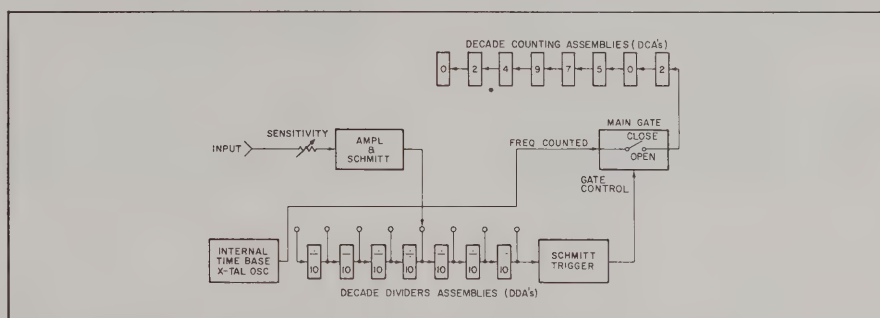 DECADE COUNTING ASSEMBLIES (DCA's)
0 2 4 9 7 5 0 2
MAIN GATE
SENSITIVITY
CLOSE
OPEN
INPUT
AMPL
&
SCHMITT
FREQ COUNTED
GATE
CONTROL
INTERNAL
TIME BASE
X-TAL OSC
÷ ÷ ÷ ÷ ÷ ÷ ÷
10 10 10 10 10 10 10
SCHMITT
TRIGGER
DECADE DIVIDERS ASSEMBLIES (DDA's)